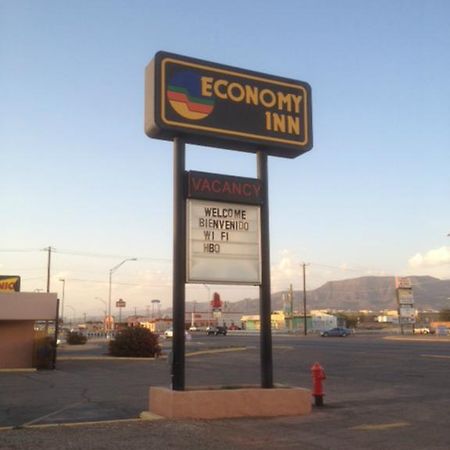 ECONOMY
INN
VACANCY
WELCOME
BIENVENIDO
WI FI
HBO